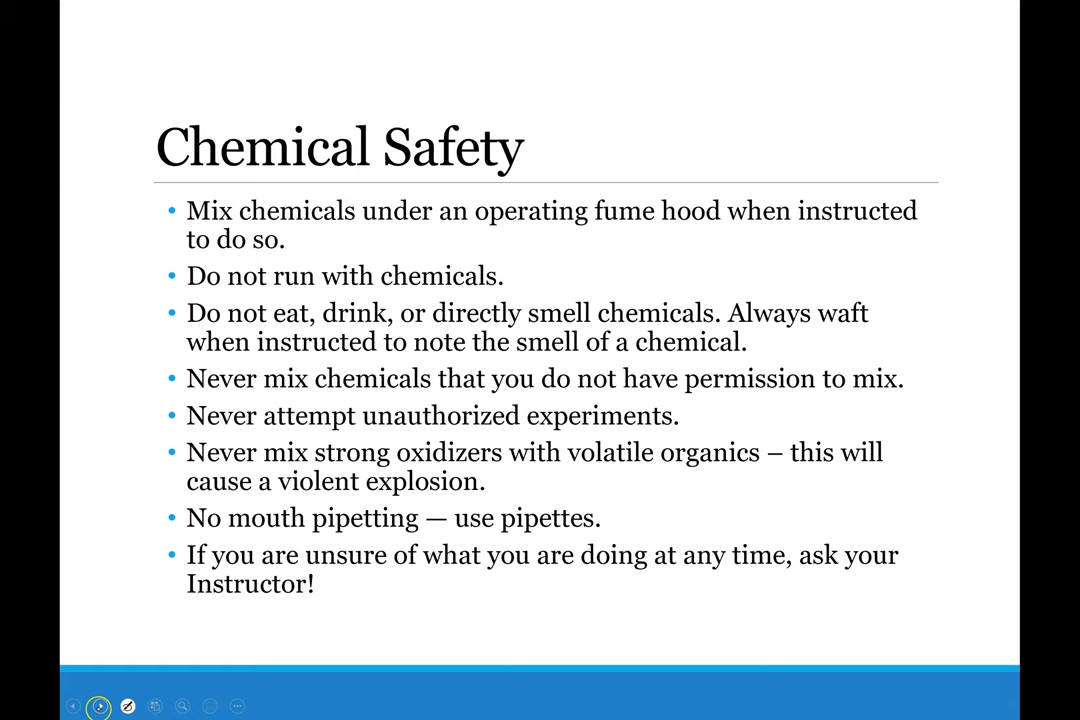 Chemical Safety
• Mix chemicals under an operating fume hood when instructed
to do so.
• Do not run with chemicals.
• Do not eat, drink, or directly smell chemicals. Always waft
when instructed to note the smell of a chemical.
• Never mix chemicals that you do not have permission to mix.
• Never attempt unauthorized experiments.
• Never mix strong oxidizers with volatile organics – this will
cause a violent explosion.
• No mouth pipetting — use pipettes.
• If you are unsure of what you are doing at any time, ask your
Instructor!